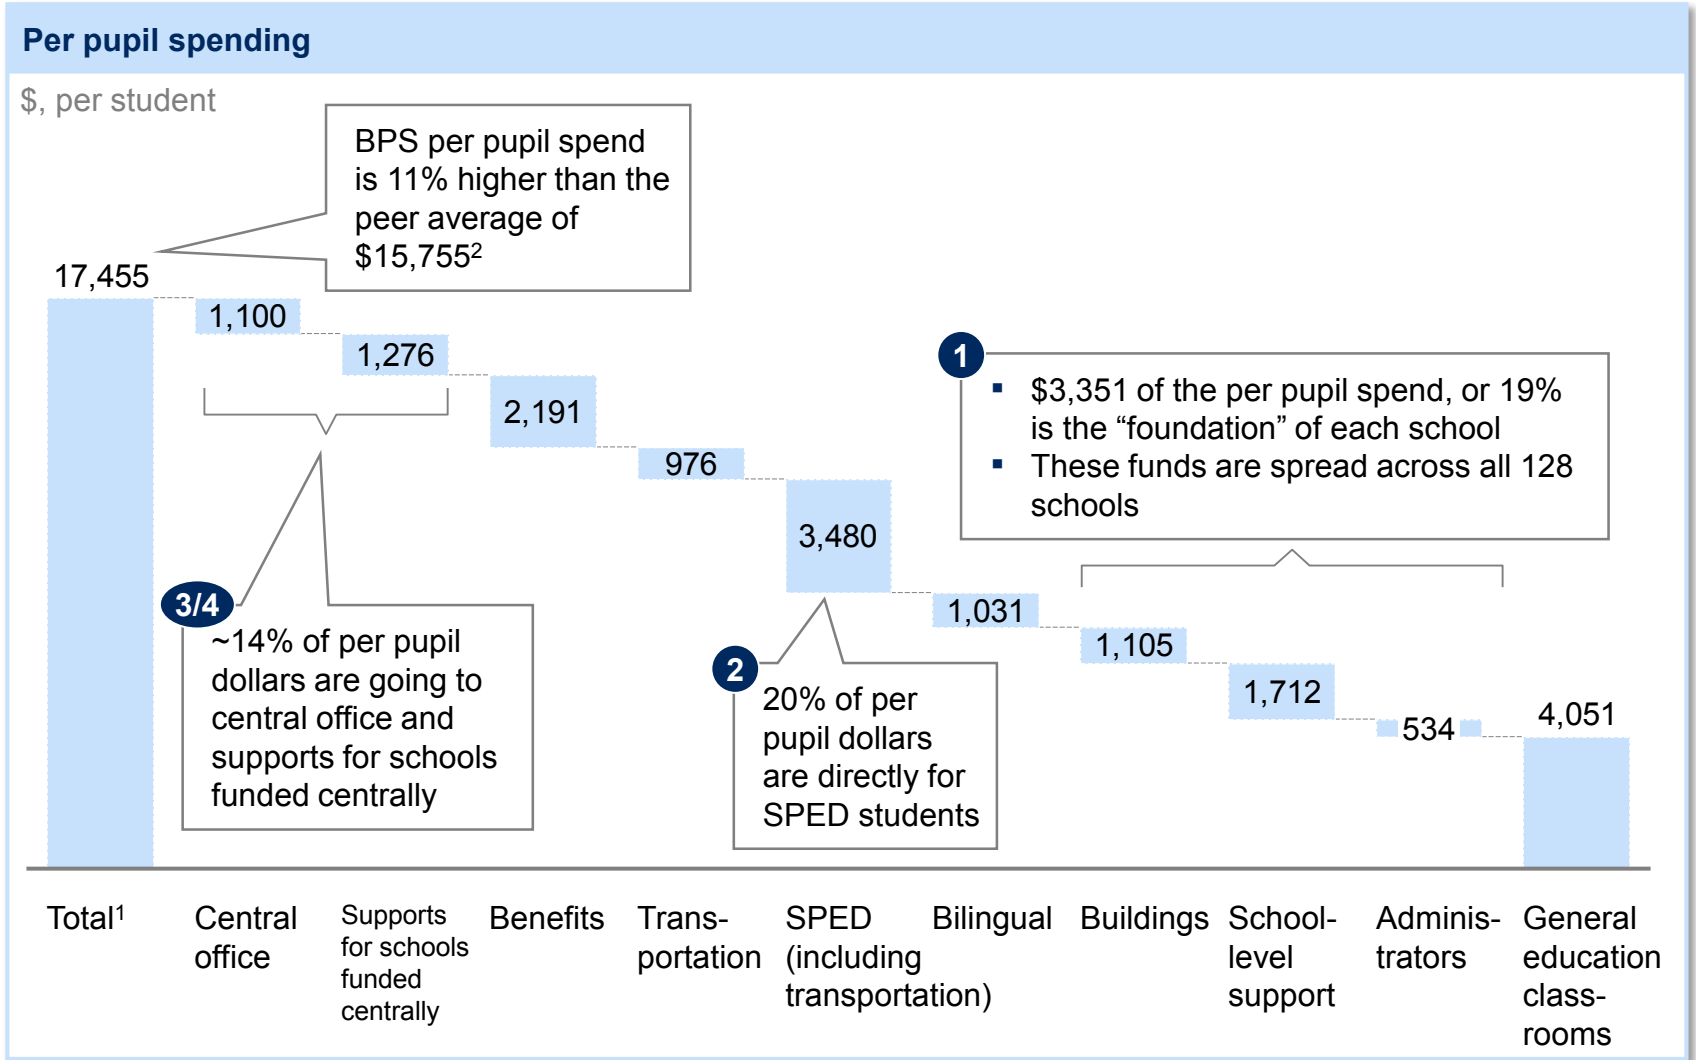 Per pupil spending
$, per student
BPS per pupil spend
is 11% higher than the
peer average of
$15,755²
17,455
1,100
1,276
2,191
976
3,480
1,031
1,105
1,712
534
4,051
1
▪ $3,351 of the per pupil spend, or 19%
is the “foundation” of each school
▪ These funds are spread across all 128
schools
3/4
~14% of per pupil
dollars are going to
central office and
supports for schools
funded centrally
2
20% of per
pupil dollars
are directly for
SPED students
Total¹
Central
office
Supports
for schools
funded
centrally
Benefits
Trans-
portation
SPED
(including
transportation)
Bilingual
Buildings
School-
level
support
Adminis-
trators
General
education
class-
rooms